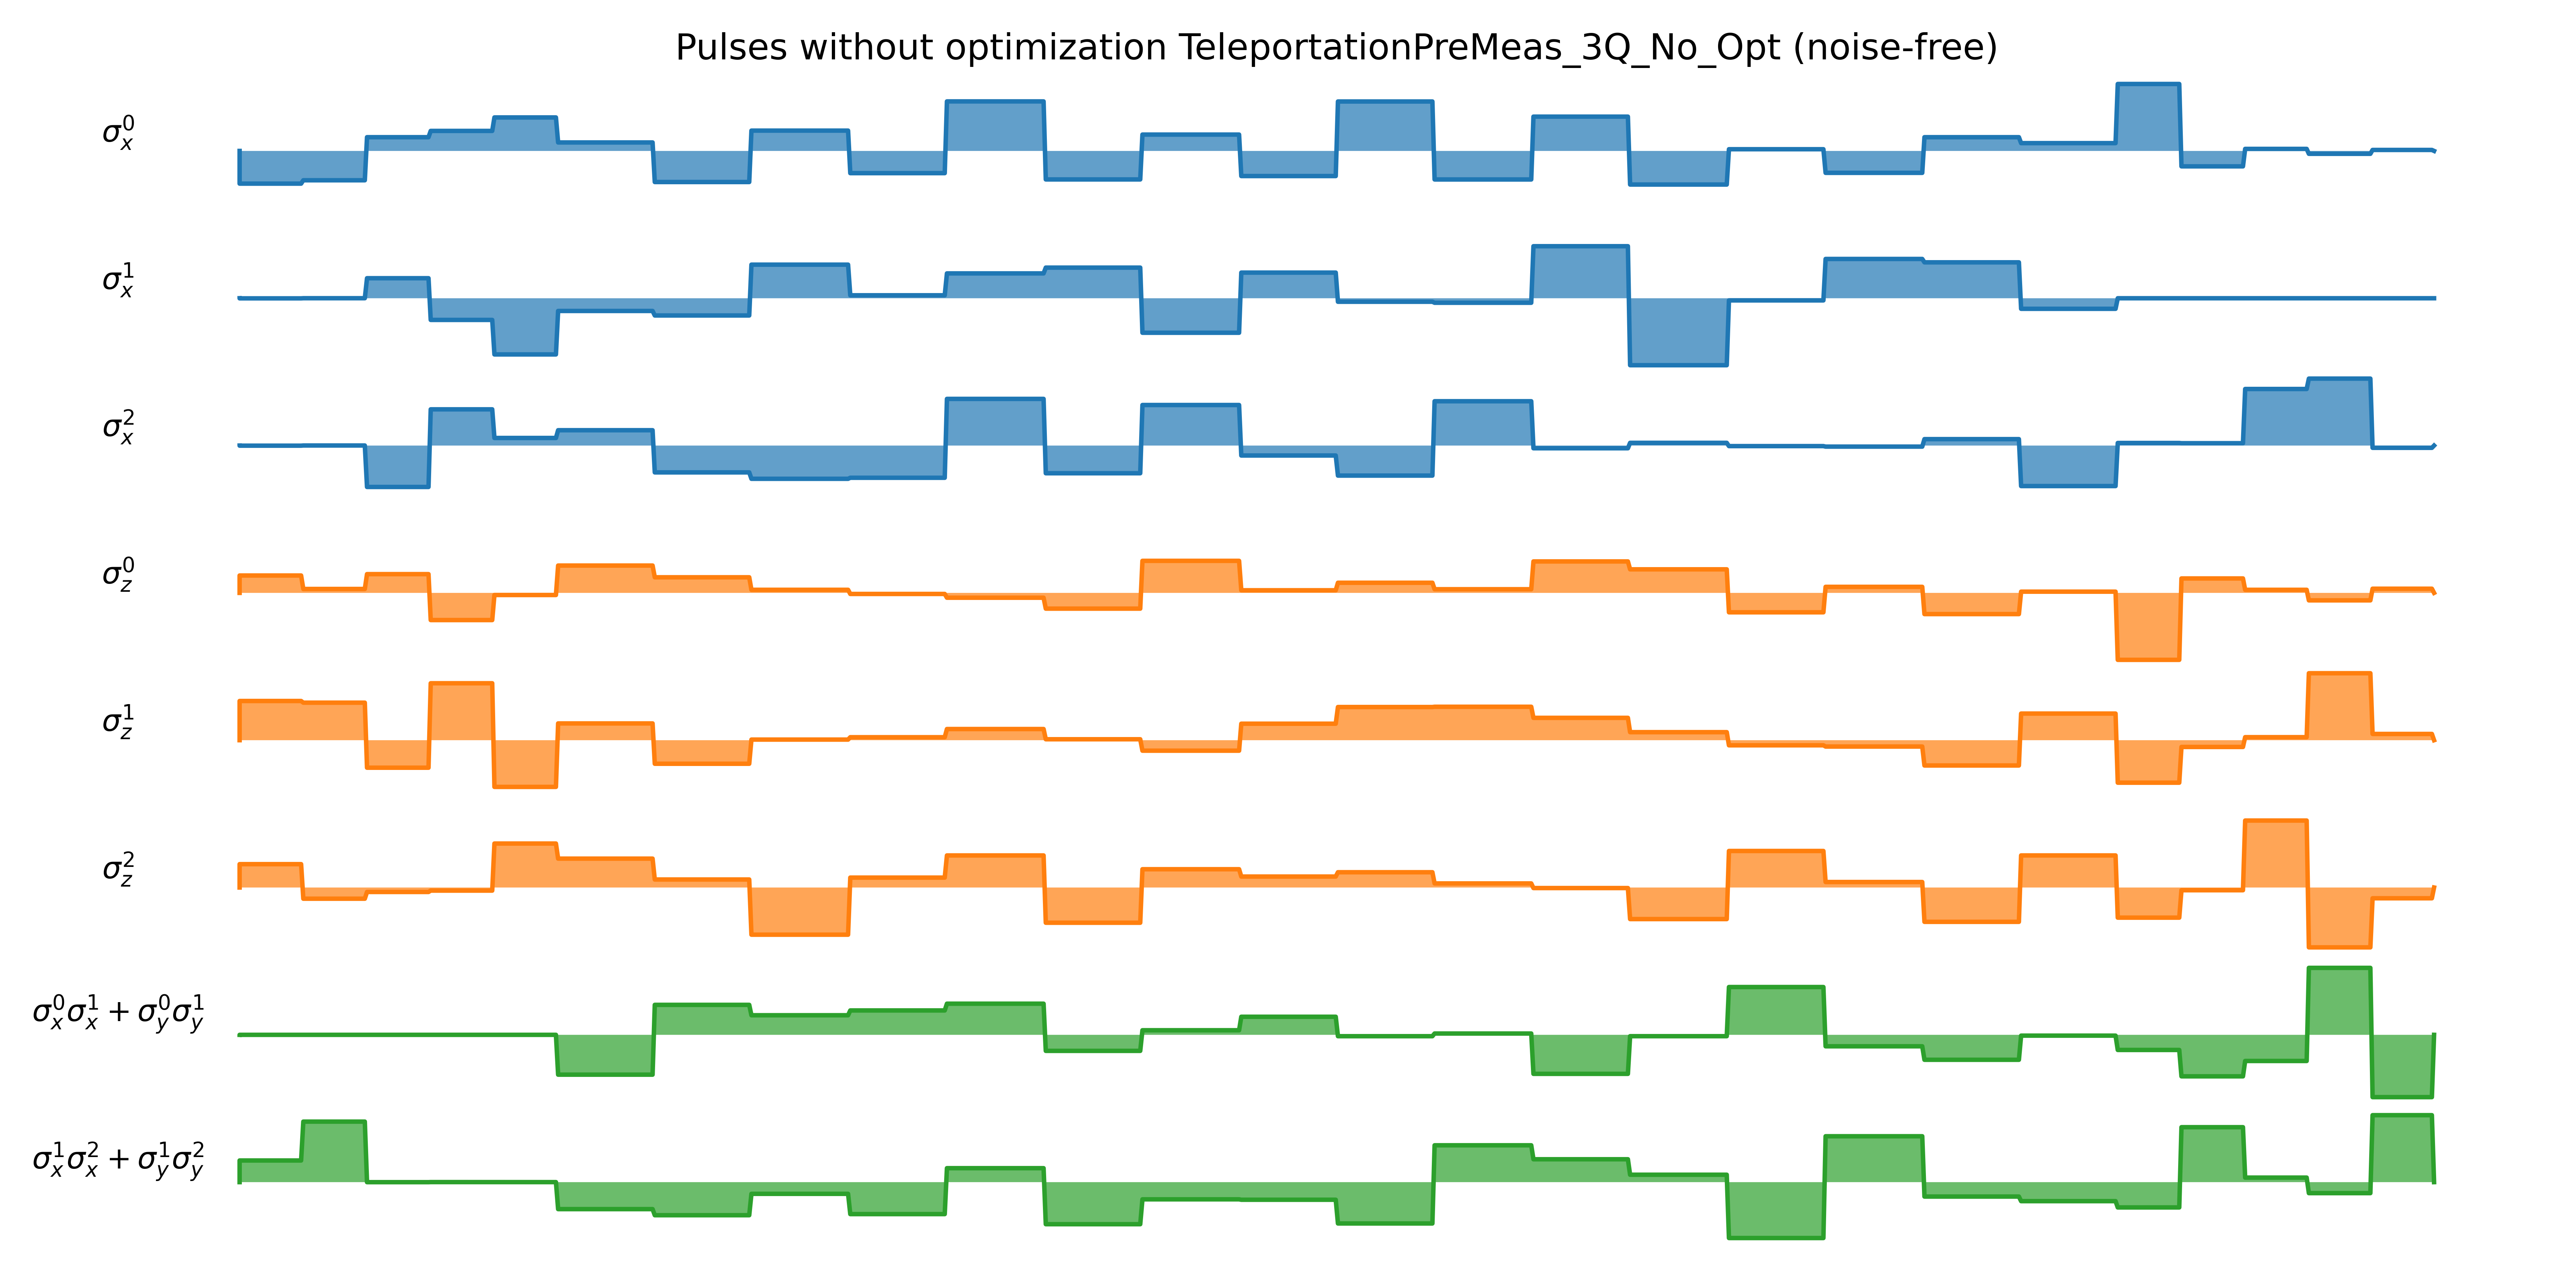 Pulses without optimization TeleportationPreMeas_3Q_No_Opt (noise-free)
σ_x^0
σ_x^1
σ_x^2
σ_z^0
σ_z^1
σ_z^2
σ_x^0σ_x^1 + σ_y^0σ_y^1
σ_x^1σ_x^2 + σ_y^1σ_y^2